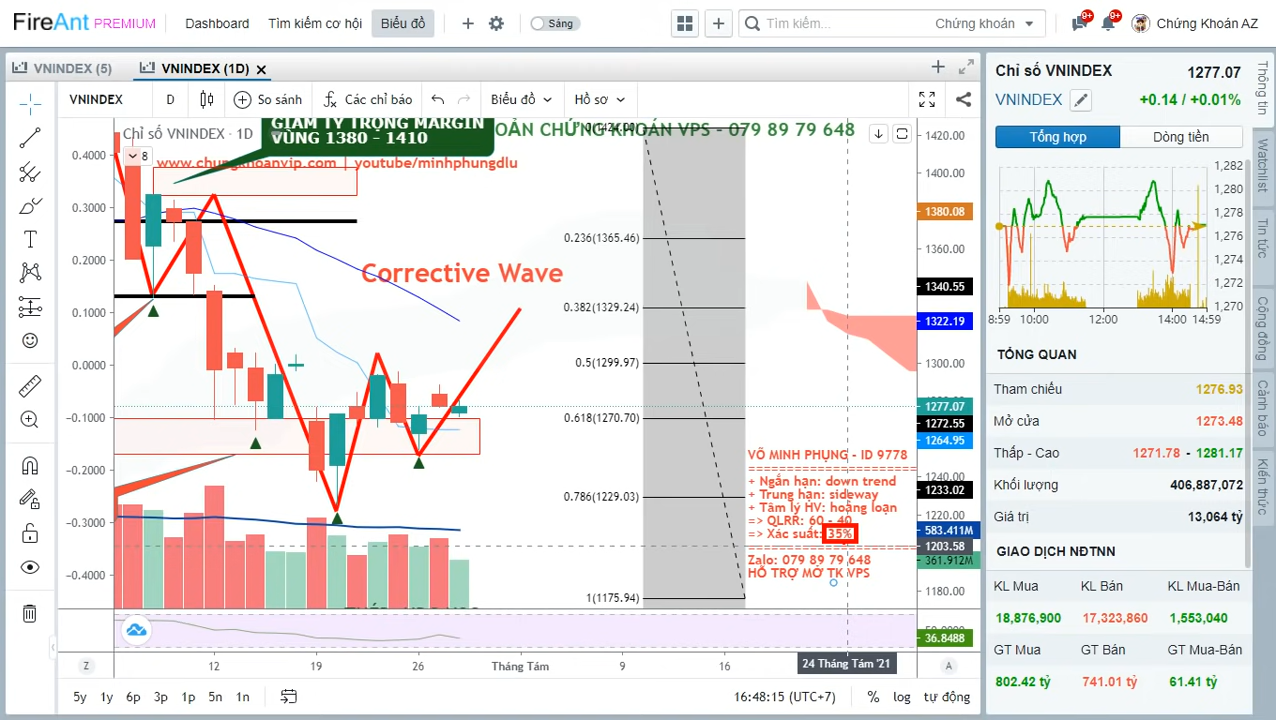 FireAnt PREMIUM
Dashboard
Tìm kiếm cơ hội
Biểu đồ
Sáng
Tìm kiếm.
Chứng khoán
9+
9+
Chứng Khoán AZ
VNINDEX (5)
VNINDEX (1D)
VNINDEX
D
So sánh
Các chỉ báo
Biểu đồ
Hồ sơ
Chỉ số VNINDEX · 1D
8
GIẢM TỶ TRỌNG MARGIN
VÙNG 1380 - 1410
OẢN CHỨNG KHOÁN VPS - 079 89 79 648
www.chungkhoanvip.com | youtube/minhphungdlu
Corrective Wave
0.4000
0.3000
0.2000
0.1000
0.0000
-0.1000
-0.2000
-0.3000
-0.4000
0(1424.00)
0.236(1365.46)
0.382(1329.24)
0.5(1299.97)
0.618(1270.70)
0.786(1229.03)
1(1175.94)
VÕ MINH PHỤNG - ID 9778
+ Ngắn hạn: down trend
+ Trung hạn: sideway
+ Tâm lý HV: hoảng loạn
=> QLRR: 60 - 40
=> Xác suất: 35%
Zalo: 079 89 79 648
HỖ TRỢ MỞ TK VPS
1420.00
1400.00
1380.08
1360.00
1340.55
1322.19
1300.00
1277.07
1272.55
1264.95
1240.00
1233.02
1220.00
583.411M
1203.58
361.912M
1180.00
36.8488
Z
12
19
26
Tháng Tám
9
16
24 Tháng Tám '21
A
5y
1y
6p
3p
1p
5n
1n
16:48:15 (UTC+7)
%
log
tự động
Chỉ số VNINDEX
1277.07
VNINDEX
+0.14 / +0.01%
Tổng hợp
Dòng tiền
1,282
1,280
1,278
1,276
1,274
1,272
1,270
8:59
10:00
12:00
14:00
14:59
TỔNG QUAN
Tham chiếu
1276.93
Mở cửa
1273.48
Thấp - Cao
1271.78 - 1281.17
Khối lượng
406,887,072
Giá trị
13,064 tỷ
GIAO DỊCH NĐTNN
KL Mua
KL Bán
KL Mua-Bán
18,876,900
17,323,860
1,553,040
GT Mua
GT Bán
GT Mua-Bán
802.42 tỷ
741.01 tỷ
61.41 tỷ
Thông tin
Watchlist
Tin tức
Cộng đồng
Cảnh báo
Kiến thức